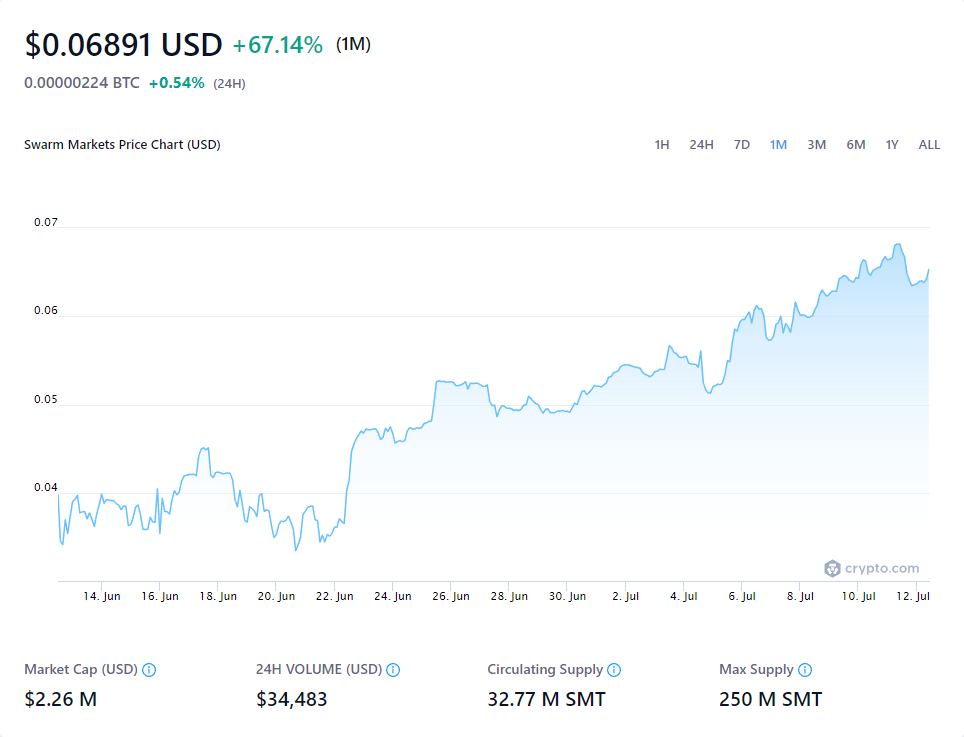 $0.06891 USD +67.14% (1M)
0.00000224 BTC +0.54% (24H)
Swarm Markets Price Chart (USD) 1H 24H 7D 1M 3M 6M 1Y ALL
0.07
0.06
0.05
0.04
crypto.com
14. Jun 16. Jun 18. Jun 20. Jun 22. Jun 24. Jun 26. Jun 28. Jun 30. Jun 2. Jul 4. Jul 6. Jul 8. Jul 10. Jul 12. Jul
Market Cap (USD) 24H VOLUME (USD) Circulating Supply Max Supply
$2.26 M $34,483 32.77 M SMT 250 M SMT